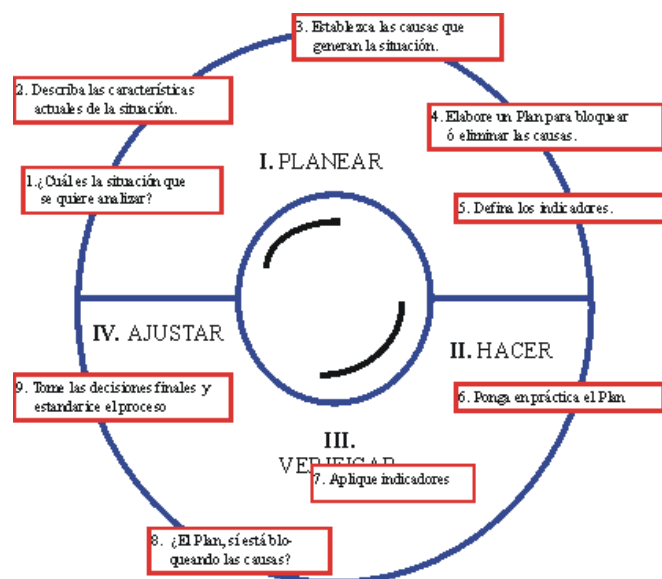 3. Establezca las causas que
generan la situación.
2. Describa las características
actuales de la situación.
4. Elabore un Plan para bloquear
ó eliminar las causas.
I. PLANEAR
1.¿Cuál es la situación que
se quiere analizar?
5. Defina los indicadores.
IV. AJUSTAR
II. HACER
9. Tome las decisiones finales y
estandarice el proceso
6. Ponga en práctica el Plan
III.
VERIFICAR
7. Aplique indicadores
8. ¿El Plan, sí está blo-
queando las causas?